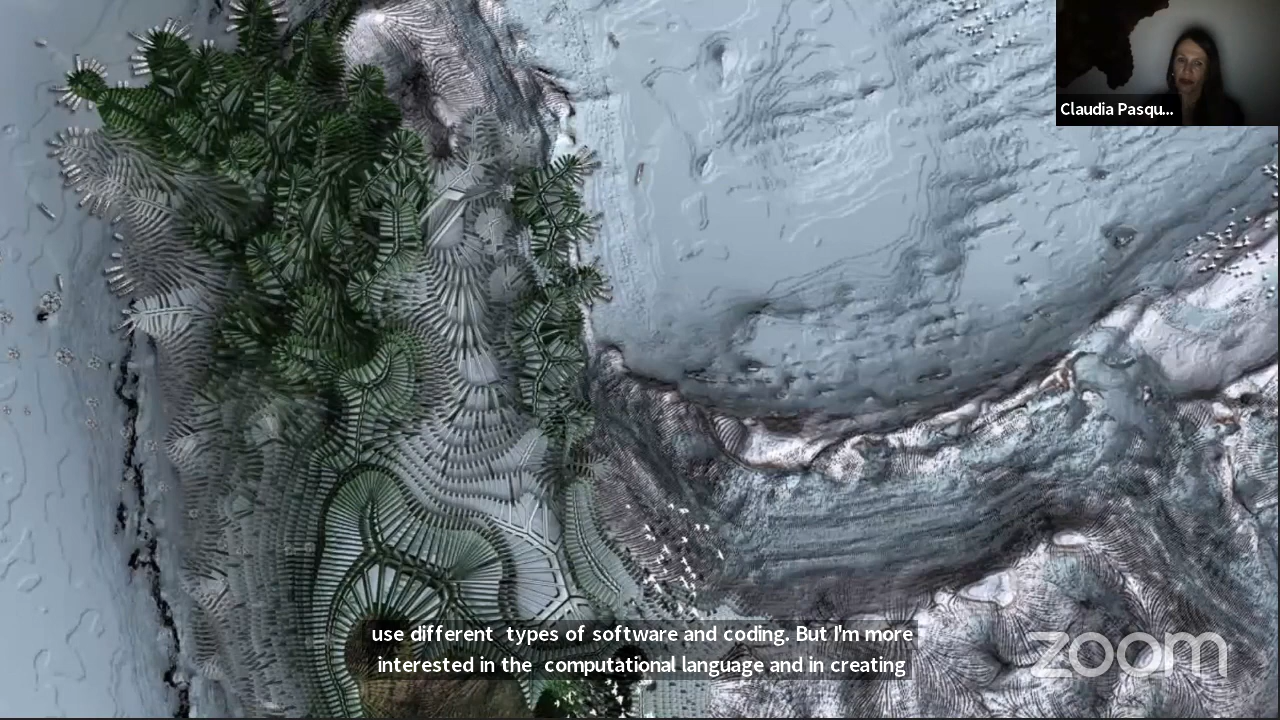 Claudia Pasqu...
use different types of software and coding. But I'm more
interested in the computational language and in creating
zoom